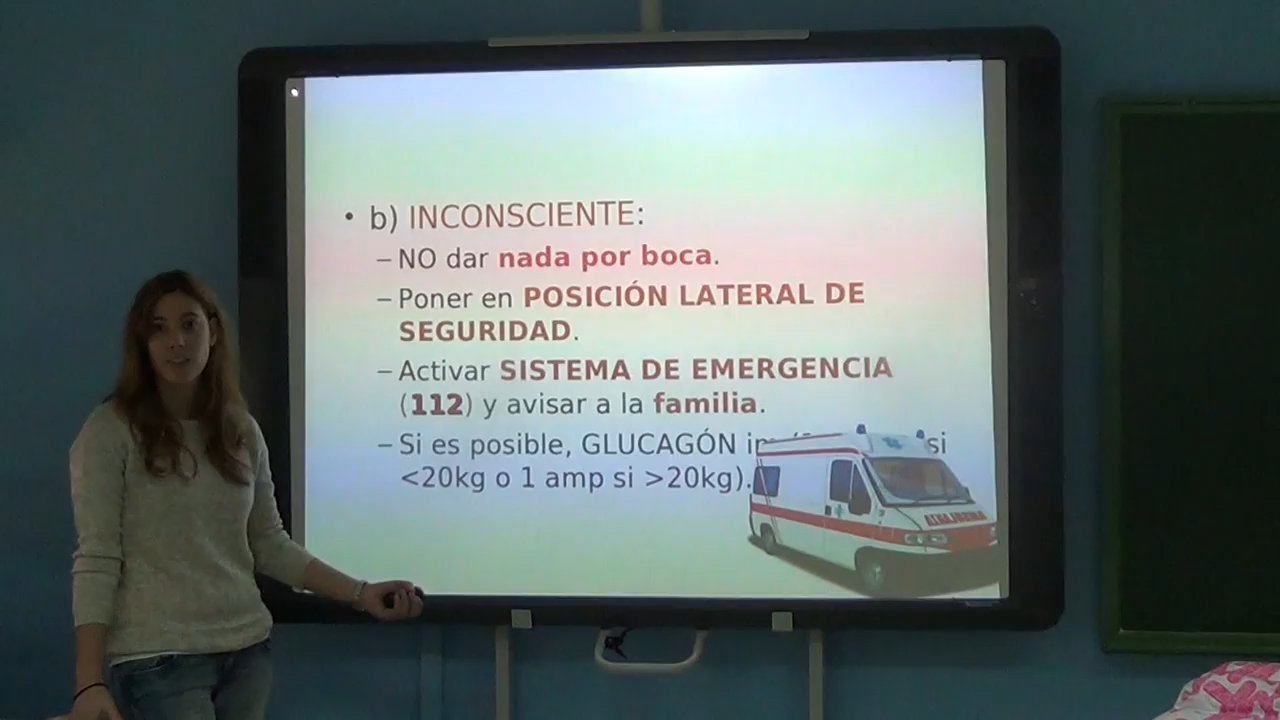 • b) INCONSCIENTE:
– NO dar nada por boca.
– Poner en POSICIÓN LATERAL DE
SEGURIDAD.
– Activar SISTEMA DE EMERGENCIA
(112) y avisar a la familia.
– Si es posible, GLUCAGÓN si
<20kg o 1 amp si >20kg).